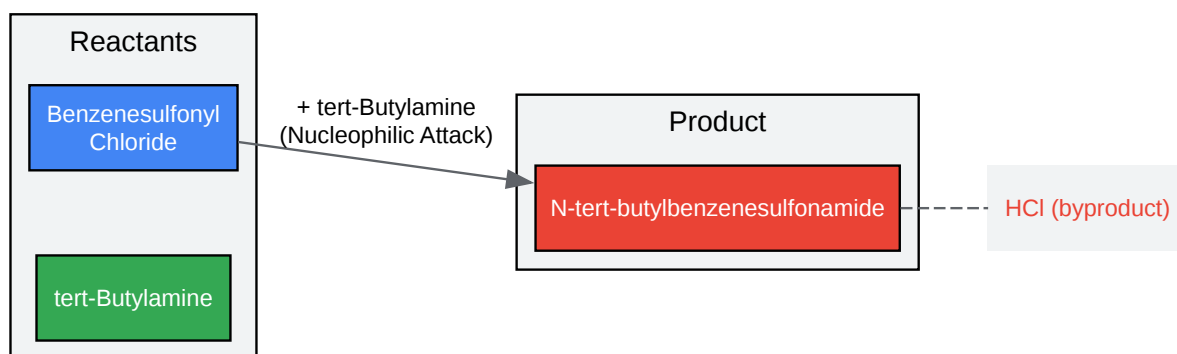 Reactants
Benzenesulfonyl
Chloride
tert-Butylamine
+ tert-Butylamine
(Nucleophilic Attack)
Product
N-tert-butylbenzenesulfonamide
HCl (byproduct)